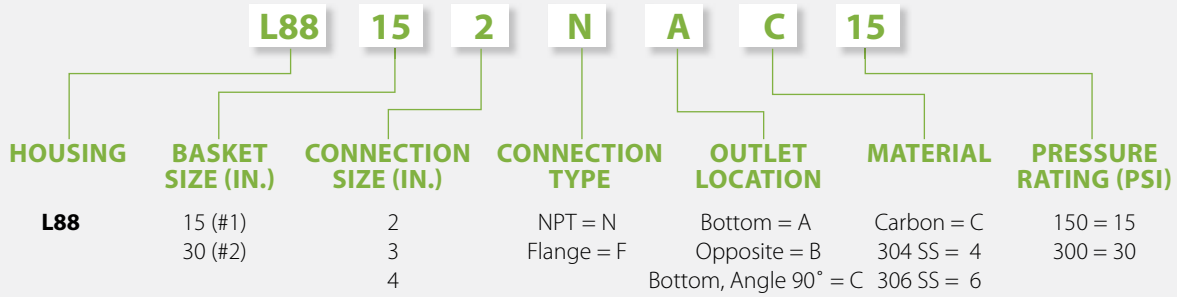 L88 15 2 N A C 15
HOUSING BASKET CONNECTION CONNECTION OUTLET MATERIAL PRESSURE
SIZE (IN.) SIZE (IN.) TYPE LOCATION RATING (PSI)
L88 15 (#1) 2 NPT = N Bottom = A Carbon = C 150 = 15
30 (#2) 3 Flange = F Opposite = B 304 SS = 4 300 = 30
4 Bottom, Angle 90˚ = C 306 SS = 6